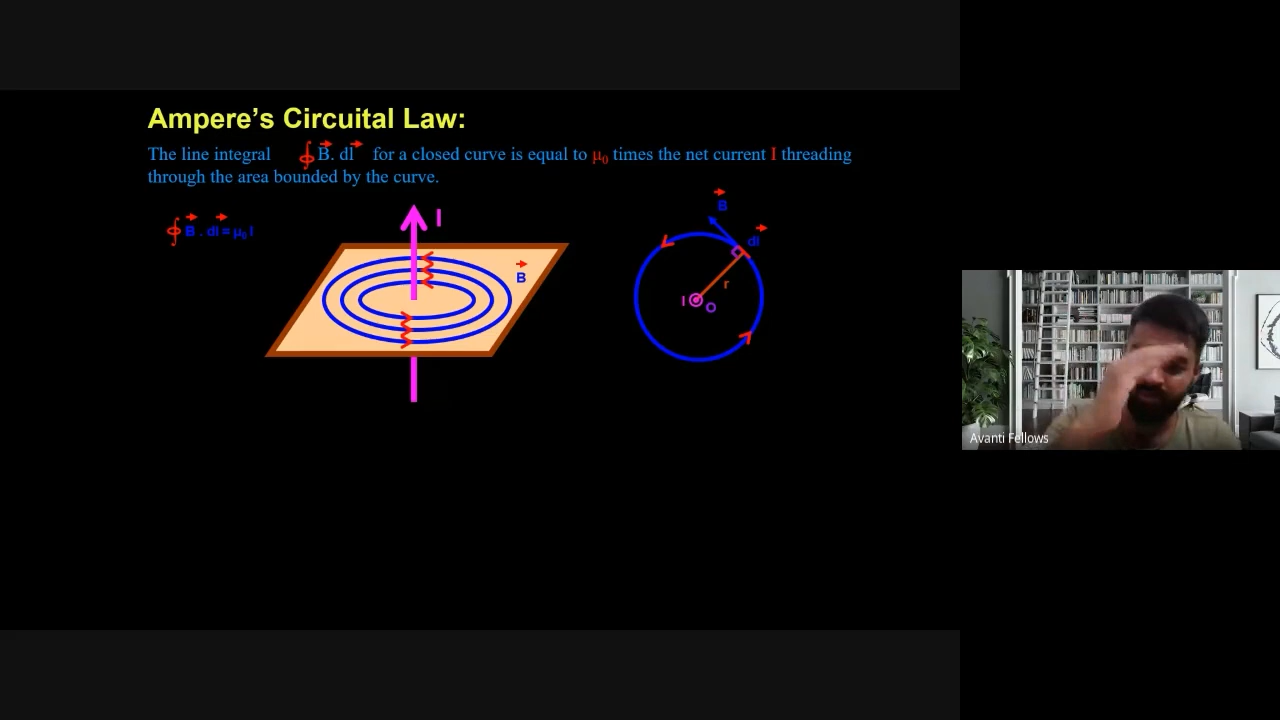 Ampere's Circuital Law:
The line integral ∮ B. dl for a closed curve is equal to μ₀ times the net current I threading
through the area bounded by the curve.
∮ B . dl = μ₀ I
I
B
B
dl
r
I
O
Avanti Fellows